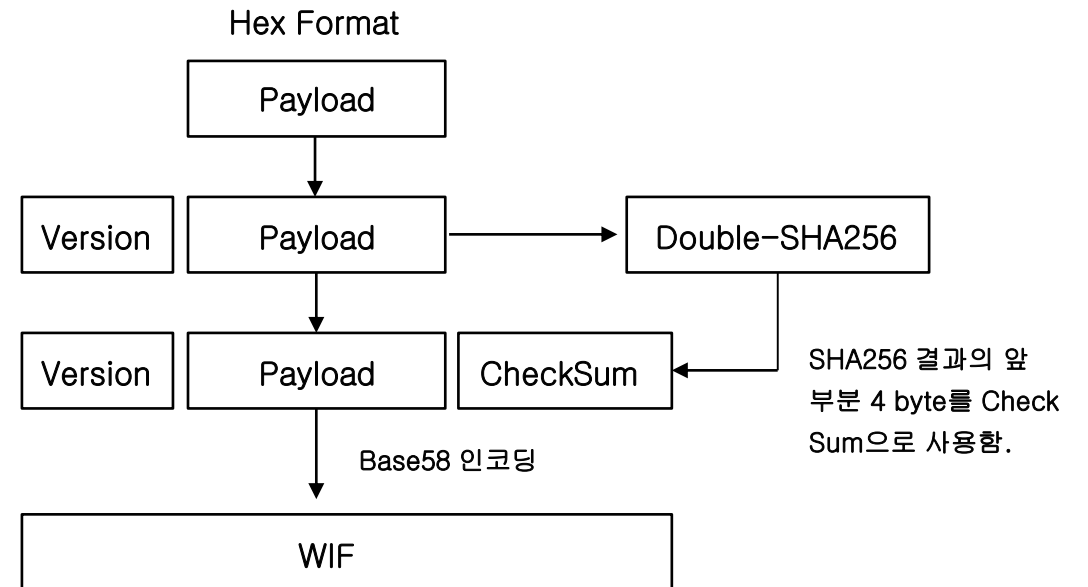 Hex Format
Payload
Version
Payload
Double-SHA256
Version
Payload
CheckSum
SHA256 결과의 앞
부분 4 byte를 Check
Sum으로 사용함.
Base58 인코딩
WIF